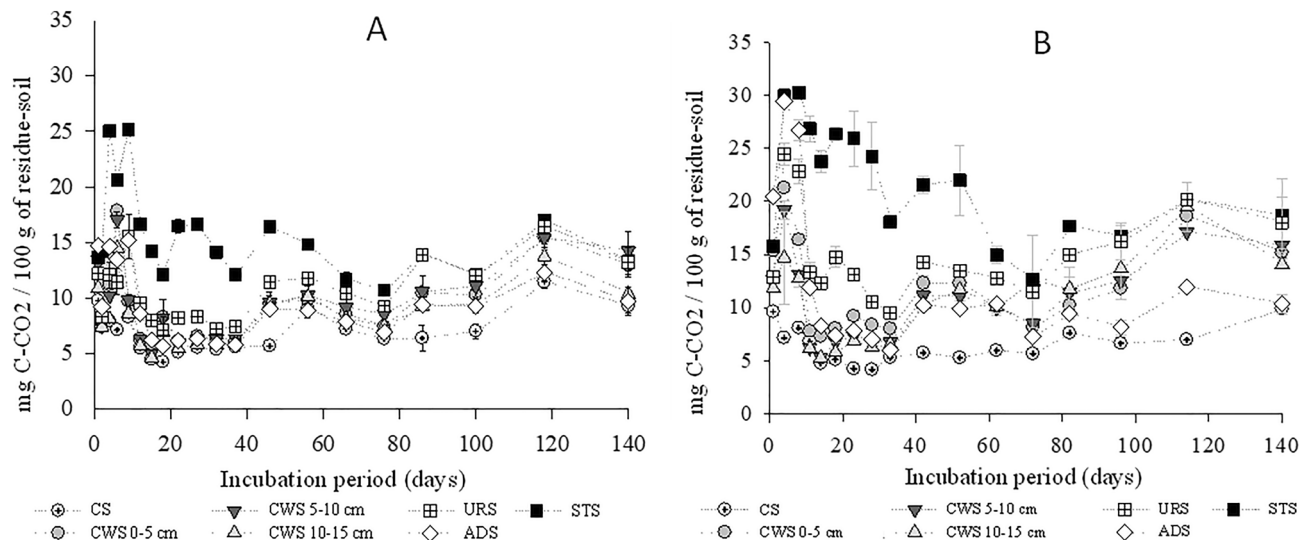 A
35
30
25
20
15
10
5
0
mg C-CO2 / 100 g of residue-soil
0 20 40 60 80 100 120 140
Incubation period (days)
CS CWS 5-10 cm URS STS
CWS 0-5 cm CWS 10-15 cm ADS
B
35
30
25
20
15
10
5
0
mg C-CO2 / 100 g of residue-soil
0 20 40 60 80 100 120 140
Incubation period (days)
CS CWS 5-10 cm URS STS
CWS 0-5 cm CWS 10-15 cm ADS